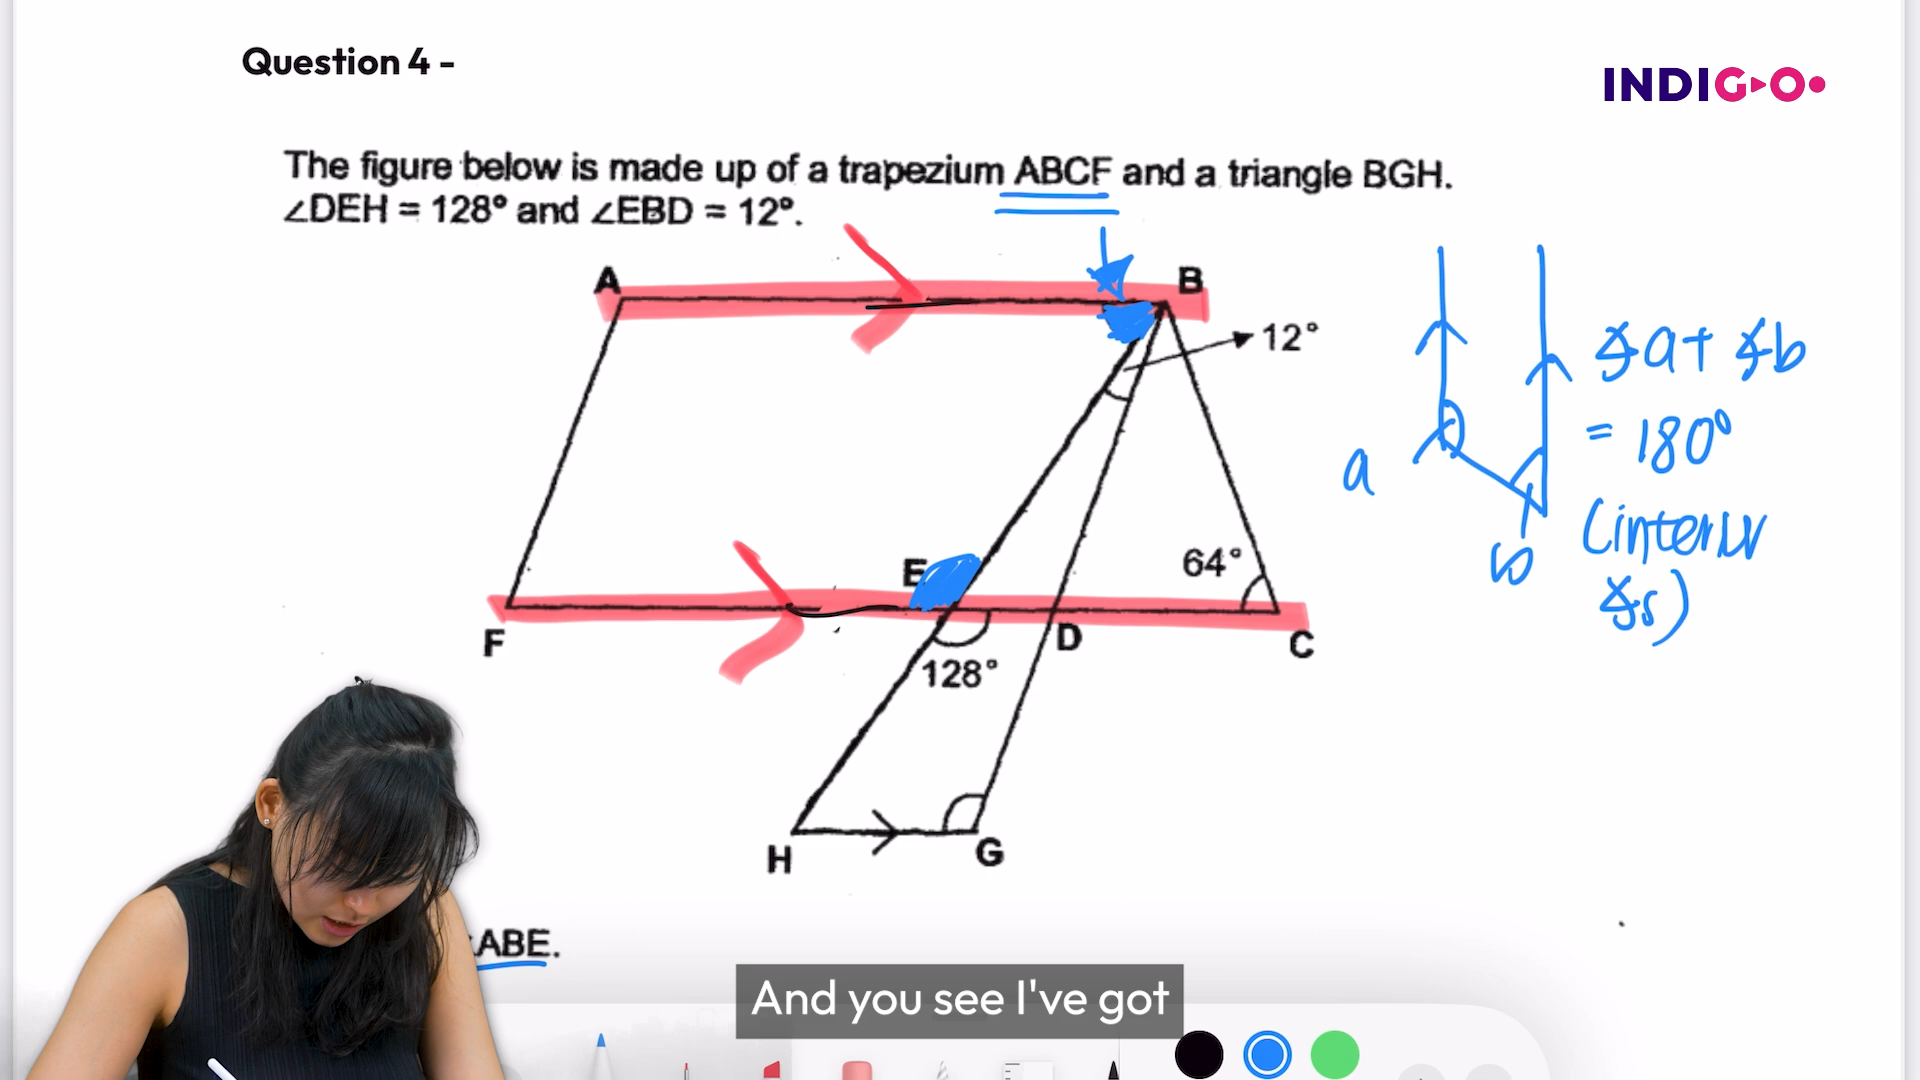 Question 4 -
INDIGO
The figure below is made up of a trapezium ABCF and a triangle BGH.
∠DEH = 128° and ∠EBD = 12°.
A
B
12°
∡a + ∡b
= 180°
(interior
∡s)
a
b
E
64°
F
D
C
128°
H
G
ABE.
And you see I've got